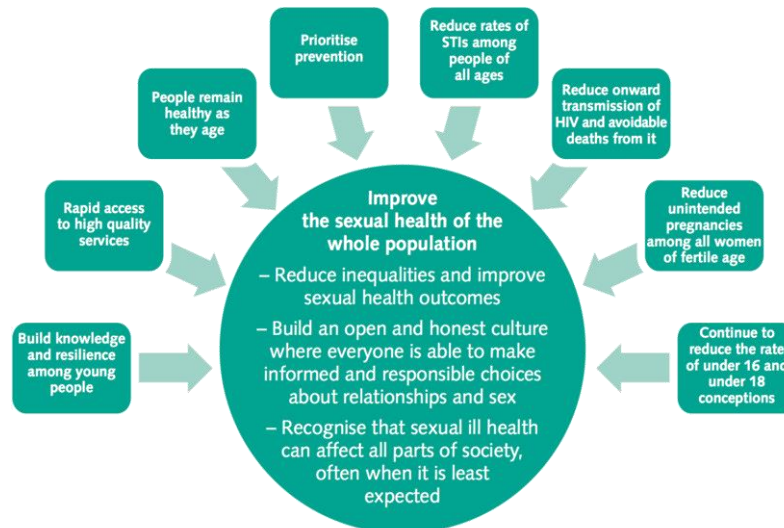 Build knowledge
and resilience
among young
people
Rapid access
to high quality
services
People remain
healthy as
they age
Prioritise
prevention
Reduce rates of
STIs among
people of
all ages
Reduce onward
transmission of
HIV and avoidable
deaths from it
Reduce
unintended
pregnancies
among all women
of fertile age
Continue to
reduce the rate
of under 16 and
under 18
conceptions
Improve
the sexual health of the
whole population
– Reduce inequalities and improve
sexual health outcomes
– Build an open and honest culture
where everyone is able to make
informed and responsible choices
about relationships and sex
– Recognise that sexual ill health
can affect all parts of society,
often when it is least
expected